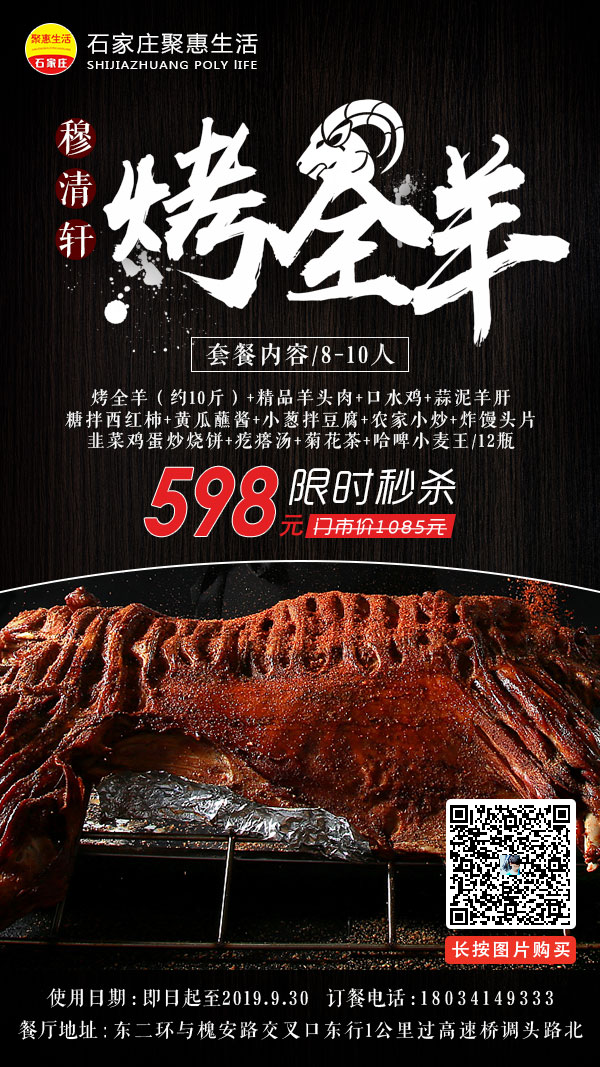 聚惠生活
石家庄
石家庄聚惠生活
SHIJIAZHUANG POLY lIFE
穆清轩
烤全羊
套餐内容/8-10人
烤全羊（约10斤）+精品羊头肉+口水鸡+蒜泥羊肝
糖拌西红柿+黄瓜蘸酱+小葱拌豆腐+农家小炒+炸馒头片
韭菜鸡蛋炒烧饼+疙瘩汤+菊花茶+哈啤小麦王/12瓶
598元 限时秒杀
门市价1085元
长按图片购买
使用日期:即日起至2019.9.30 订餐电话:18034149333
餐厅地址:东二环与槐安路交叉口东行1公里过高速桥调头路北